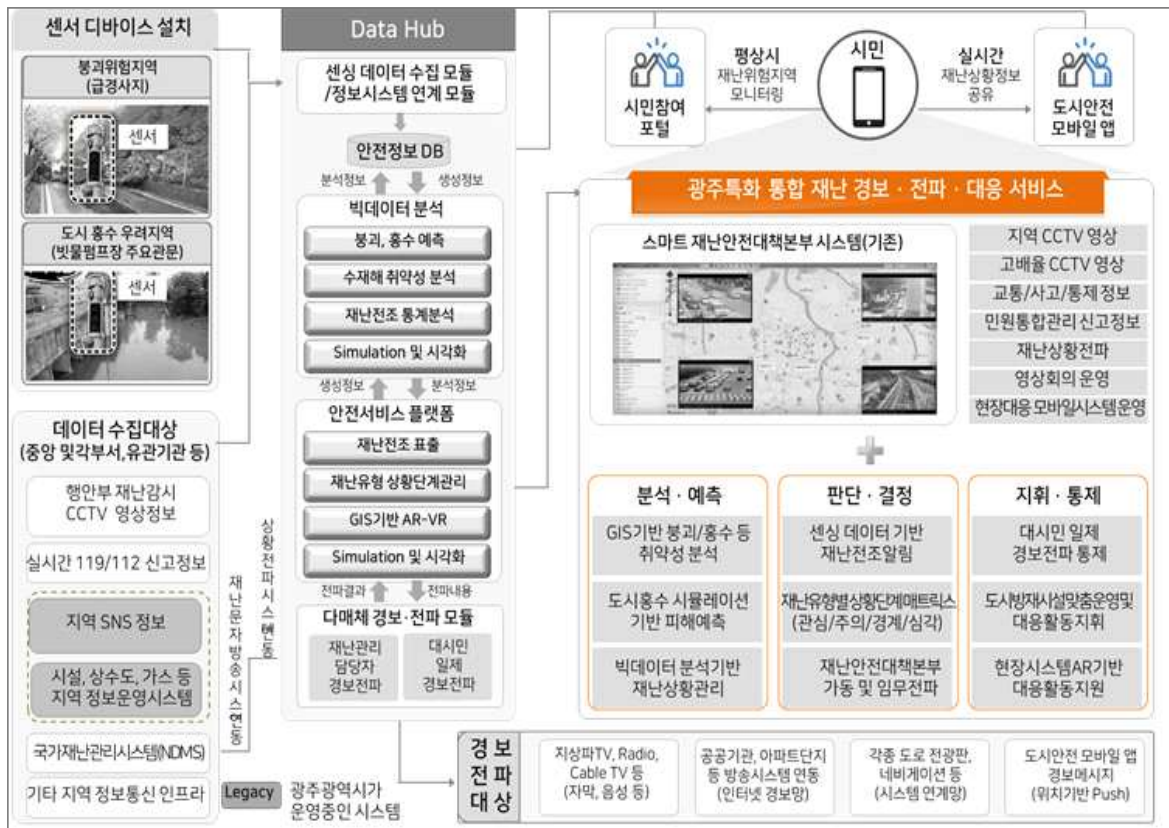 센서 디바이스 설치
붕괴위험지역
(급경사지)
센서
도시 홍수 우려지역
(빗물펌프장 주요관문)
센서
데이터 수집대상
(중앙 및각부서,유관기관 등)
행안부 재난감시
CCTV 영상정보
실시간 119/112 신고정보
지역 SNS 정보
시설, 상수도, 가스 등
지역 정보운영시스템
국가재난관리시스템(NDMS)
기타 지역 정보통신 인프라
재난문자방송시스템연동
상황전파시스템연동
Legacy
광주광역시가
운영중인 시스템
Data Hub
센싱 데이터 수집 모듈
/정보시스템 연계 모듈
안전정보 DB
분석정보
생성정보
빅데이터 분석
붕괴, 홍수 예측
수재해 취약성 분석
재난전조 통계분석
Simulation 및 시각화
생성정보
분석정보
안전서비스 플랫폼
재난전조 표출
재난유형 상황단계관리
GIS기반 AR-VR
Simulation 및 시각화
전파결과
전파내용
다매체 경보·전파 모듈
재난관리
담당자
경보전파
대시민
일제
경보전파
시민참여
포털
평상시
재난위험지역
모니터링
시민
실시간
재난상황정보
공유
도시안전
모바일 앱
광주특화 통합 재난 경보 · 전파 · 대응 서비스
스마트 재난안전대책본부 시스템(기존)
지역 CCTV 영상
고배율 CCTV 영상
교통/사고/통제 정보
민원통합관리 신고정보
재난상황전파
영상회의 운영
현장대응 모바일시스템 운영
분석 · 예측
GIS기반 붕괴/홍수 등
취약성 분석
도시홍수 시뮬레이션
기반 피해예측
빅데이터 분석기반
재난상황관리
판단 · 결정
센싱 데이터 기반
재난전조알림
재난유형별상황단계매트릭스
(관심/주의/경계/심각)
재난안전대책본부
가동 및 임무전파
지휘 · 통제
대시민 일제
경보전파 통제
도시방재시설맞춤운영및
대응활동지휘
현장시스템AR기반
대응활동지원
경 보
전 파
대 상
지상파TV, Radio,
Cable TV 등
(자막, 음성 등)
공공기관, 아파트단지
등 방송시스템 연동
(인터넷 경보망)
각종 도로 전광판,
네비게이션 등
(시스템 연계망)
도시안전 모바일 앱
경보메시지
(위치기반 Push)